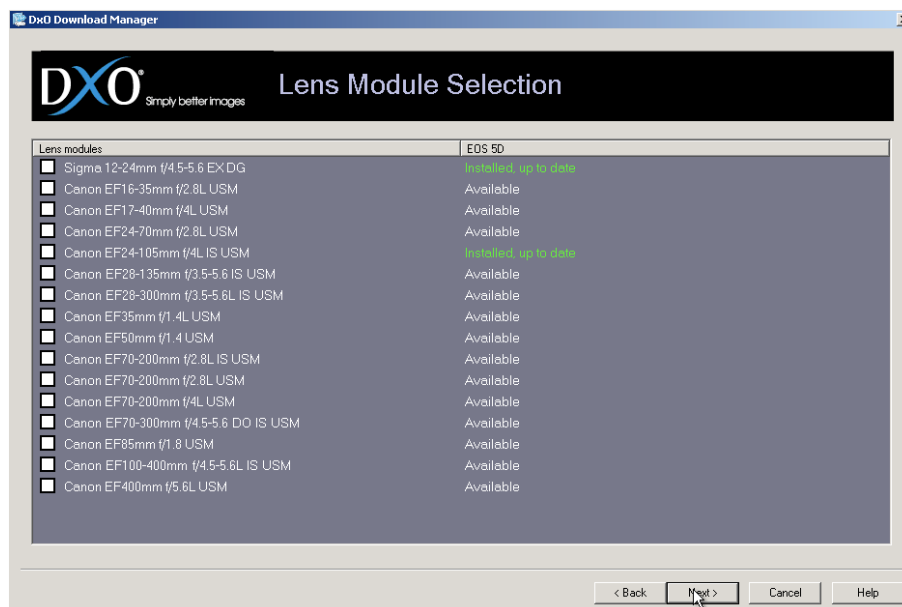 DxO Download Manager
DXO Simply better images Lens Module Selection
Lens modules EOS 5D
Sigma 12-24mm f/4.5-5.6 EX DG Installed, up to date
Canon EF16-35mm f/2.8L USM Available
Canon EF17-40mm f/4L USM Available
Canon EF24-70mm f/2.8L USM Available
Canon EF24-105mm f/4L IS USM Installed, up to date
Canon EF28-135mm f/3.5-5.6 IS USM Available
Canon EF28-300mm f/3.5-5.6L IS USM Available
Canon EF35mm f/1.4L USM Available
Canon EF50mm f/1.4 USM Available
Canon EF70-200mm f/2.8L IS USM Available
Canon EF70-200mm f/2.8L USM Available
Canon EF70-200mm f/4L USM Available
Canon EF70-300mm f/4.5-5.6 DO IS USM Available
Canon EF85mm f/1.8 USM Available
Canon EF100-400mm f/4.5-5.6L IS USM Available
Canon EF400mm f/5.6L USM Available
< Back Next > Cancel Help